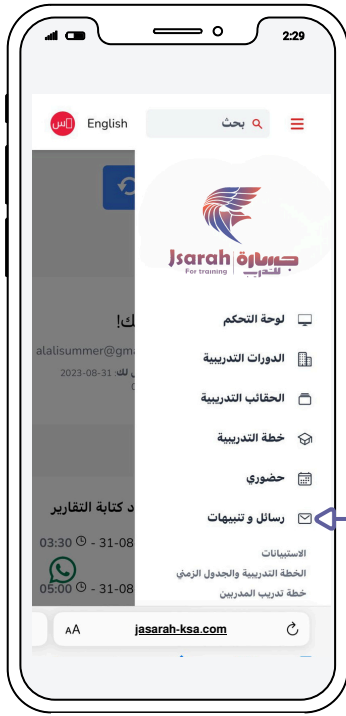 2:29
بحث
English
س
Jsarah جسارة
For training للتدريب
لوحة التحكم
ك!
الدورات التدريبية
alalisummer@gma
ل لك: 31-08-2023
الحقائب التدريبية
خطة التدريبية
حضوري
د كتابة التقارير
رسائل و تنبيهات
03:30 - 31-08
الاستبيانات
الخطة التدريبية والجدول الزمني
05:00 - 31-08
خطة تدريب المدربين
AA jasarah-ksa.com